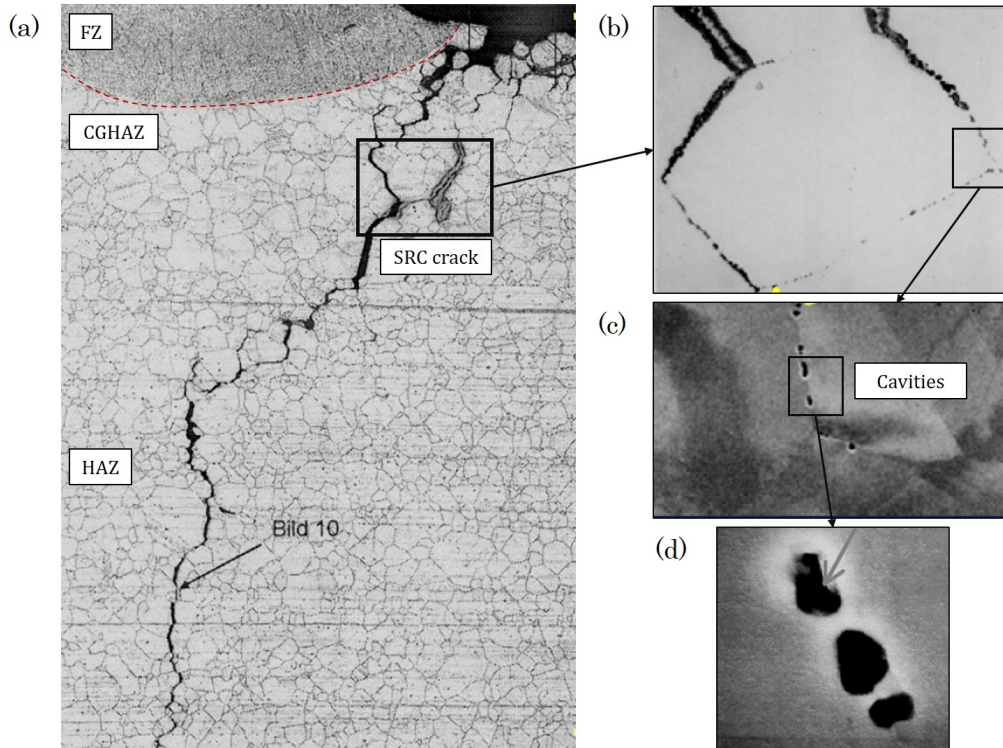 (a)
FZ
CGHAZ
SRC crack
HAZ
Bild 10
(b)
(c)
Cavities
(d)